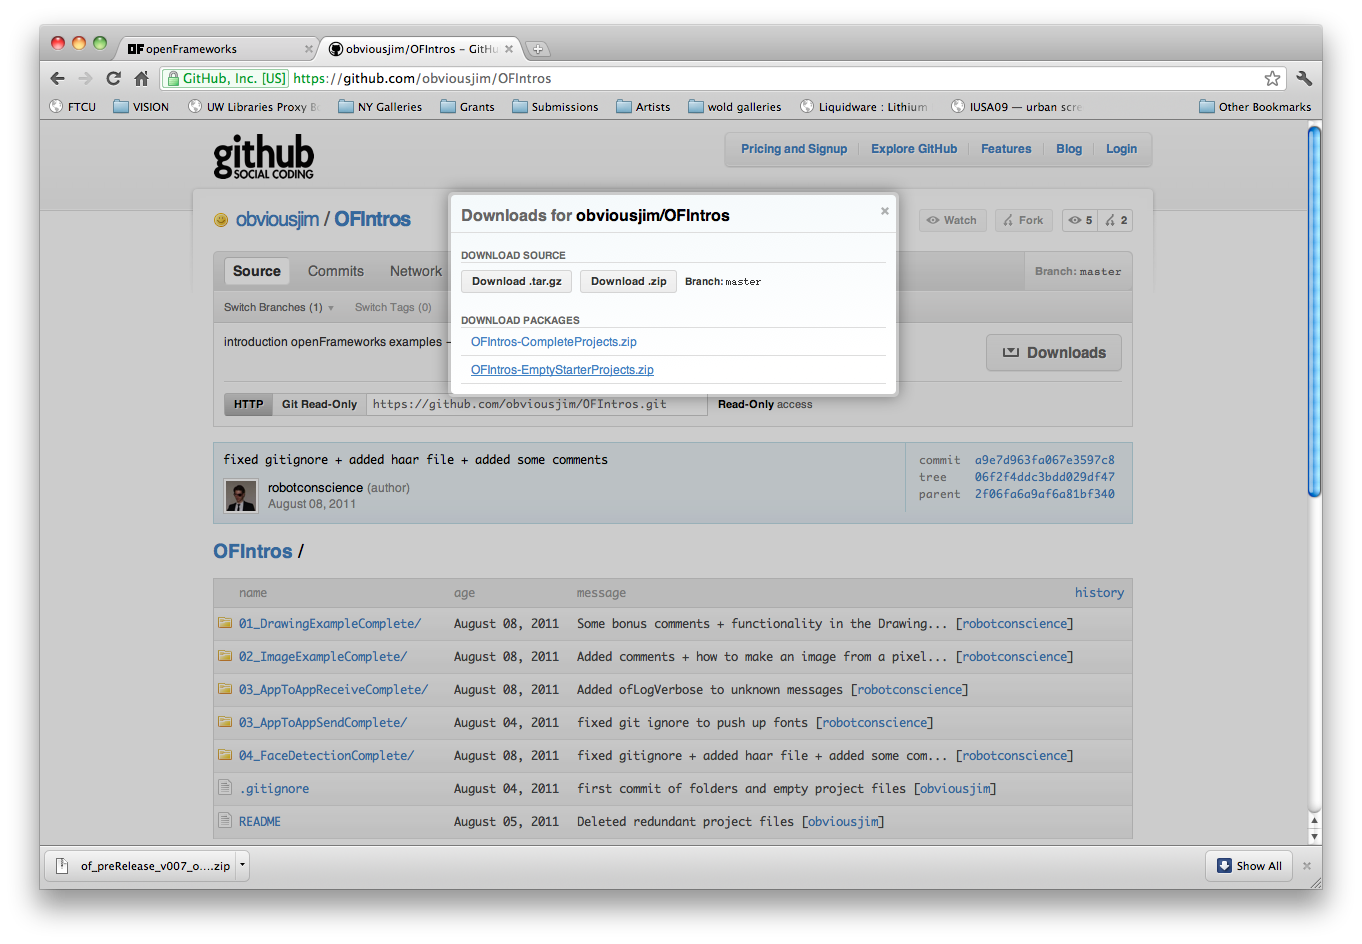 openFrameworks
obviousjim/OFIntros – GitHu
GitHub, Inc. [US] https://github.com/obviousjim/OFIntros
FTCU VISION UW Libraries Proxy B NY Galleries Grants Submissions Artists wold galleries Liquidware : Lithium IUSA09 — urban scre Other Bookmarks
github
SOCIAL CODING
Pricing and Signup Explore GitHub Features Blog Login
obviousjim / OFIntros
Watch Fork 5 2
Downloads for obviousjim/OFIntros
DOWNLOAD SOURCE
Download .tar.gz Download .zip Branch: master
DOWNLOAD PACKAGES
OFIntros-CompleteProjects.zip
OFIntros-EmptyStarterProjects.zip
Source Commits Network Branch: master
Switch Branches (1) Switch Tags (0)
introduction openFrameworks examples –
Downloads
HTTP Git Read-Only https://github.com/obviousjim/OFIntros.git Read-Only access
fixed gitignore + added haar file + added some comments
robotconscience (author)
August 08, 2011
commit a9e7d963fa067e3597c8
tree 06f2f4ddc3bdd029df47
parent 2f06fa6a9af6a81bf340
OFIntros /
name age message history
01_DrawingExampleComplete/ August 08, 2011 Some bonus comments + functionality in the Drawing... [robotconscience]
02_ImageExampleComplete/ August 08, 2011 Added comments + how to make an image from a pixel... [robotconscience]
03_AppToAppReceiveComplete/ August 08, 2011 Added ofLogVerbose to unknown messages [robotconscience]
03_AppToAppSendComplete/ August 04, 2011 fixed git ignore to push up fonts [robotconscience]
04_FaceDetectionComplete/ August 08, 2011 fixed gitignore + added haar file + added some com... [robotconscience]
.gitignore August 04, 2011 first commit of folders and empty project files [obviousjim]
README August 05, 2011 Deleted redundant project files [obviousjim]
of_preRelease_v007_o....zip
Show All